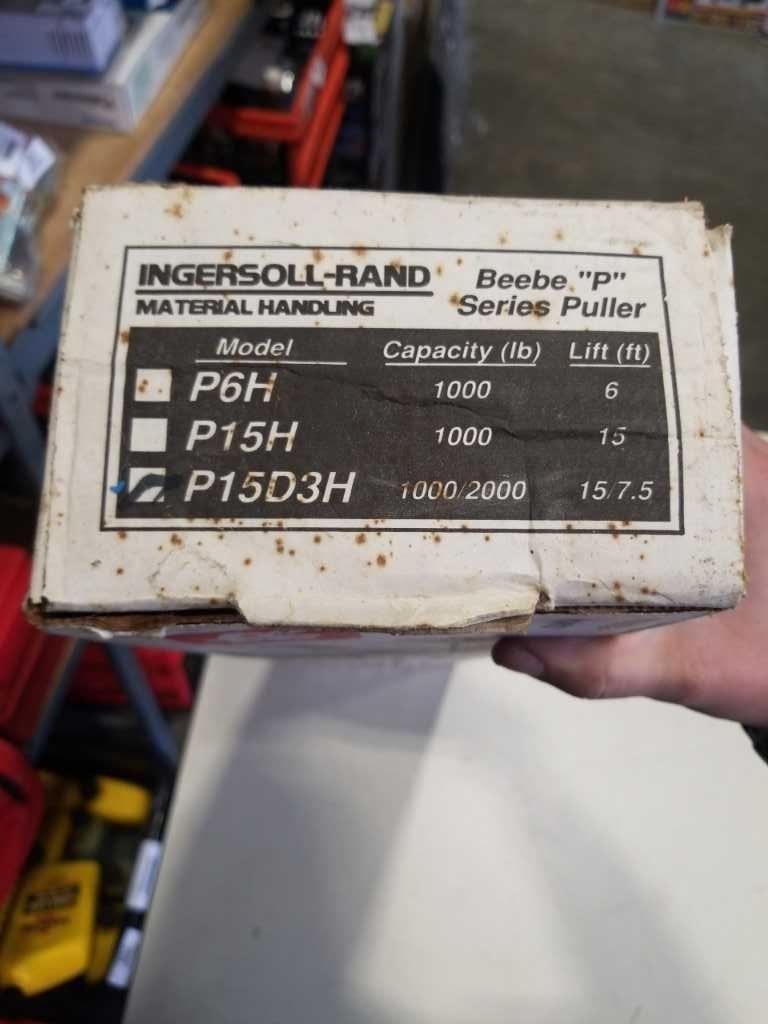 INGERSOLL-RAND
MATERIAL HANDLING
Beebe "P"
Series Puller
Model Capacity (lb) Lift (ft)
P6H 1000 6
P15H 1000 15
P15D3H 1000/2000 15/7.5